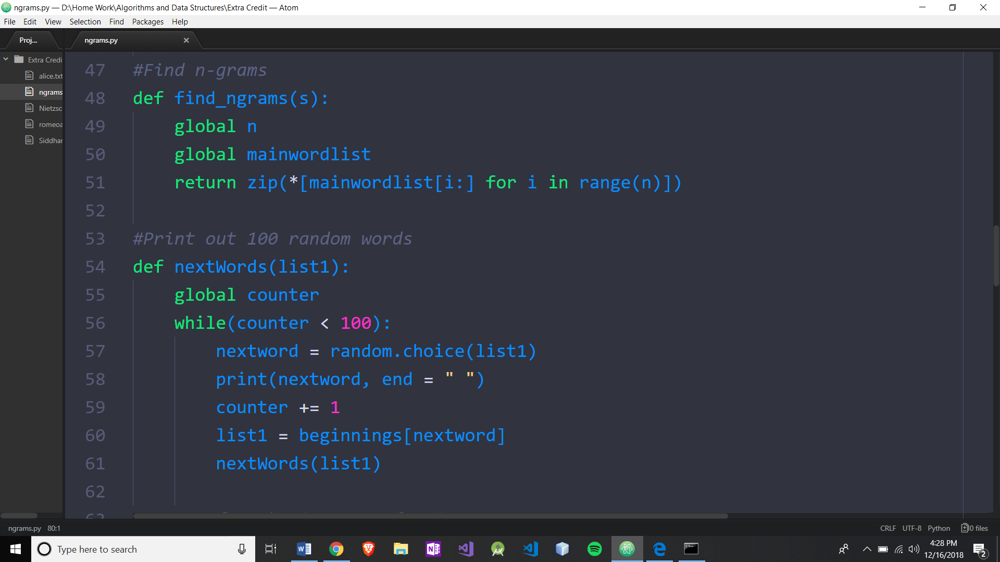 ngrams.py — D:\Home Work\Algorithms and Data Structures\Extra Credit — Atom
File Edit View Selection Find Packages Help
Proj... ngrams.py
Extra Credi
alice.txt
ngrams
Nietzsc
romeoa
Siddhar
47 #Find n-grams
48 def find_ngrams(s):
49 global n
50 global mainwordlist
51 return zip(*[mainwordlist[i:] for i in range(n)])
52
53 #Print out 100 random words
54 def nextWords(list1):
55 global counter
56 while(counter < 100):
57 nextword = random.choice(list1)
58 print(nextword, end = " ")
59 counter += 1
60 list1 = beginnings[nextword]
61 nextWords(list1)
62
ngrams.py 80:1 CRLF UTF-8 Python 0 files
Type here to search
4:28 PM
12/16/2018
2